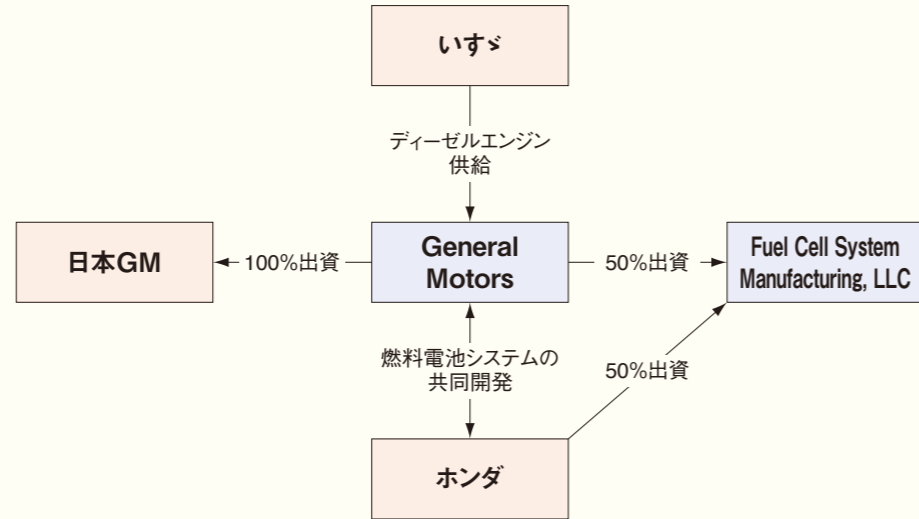 いすゞ
ディーゼルエンジン
供給
日本GM
100%出資
General
Motors
50%出資
Fuel Cell System
Manufacturing, LLC
燃料電池システムの
共同開発
50%出資
ホンダ